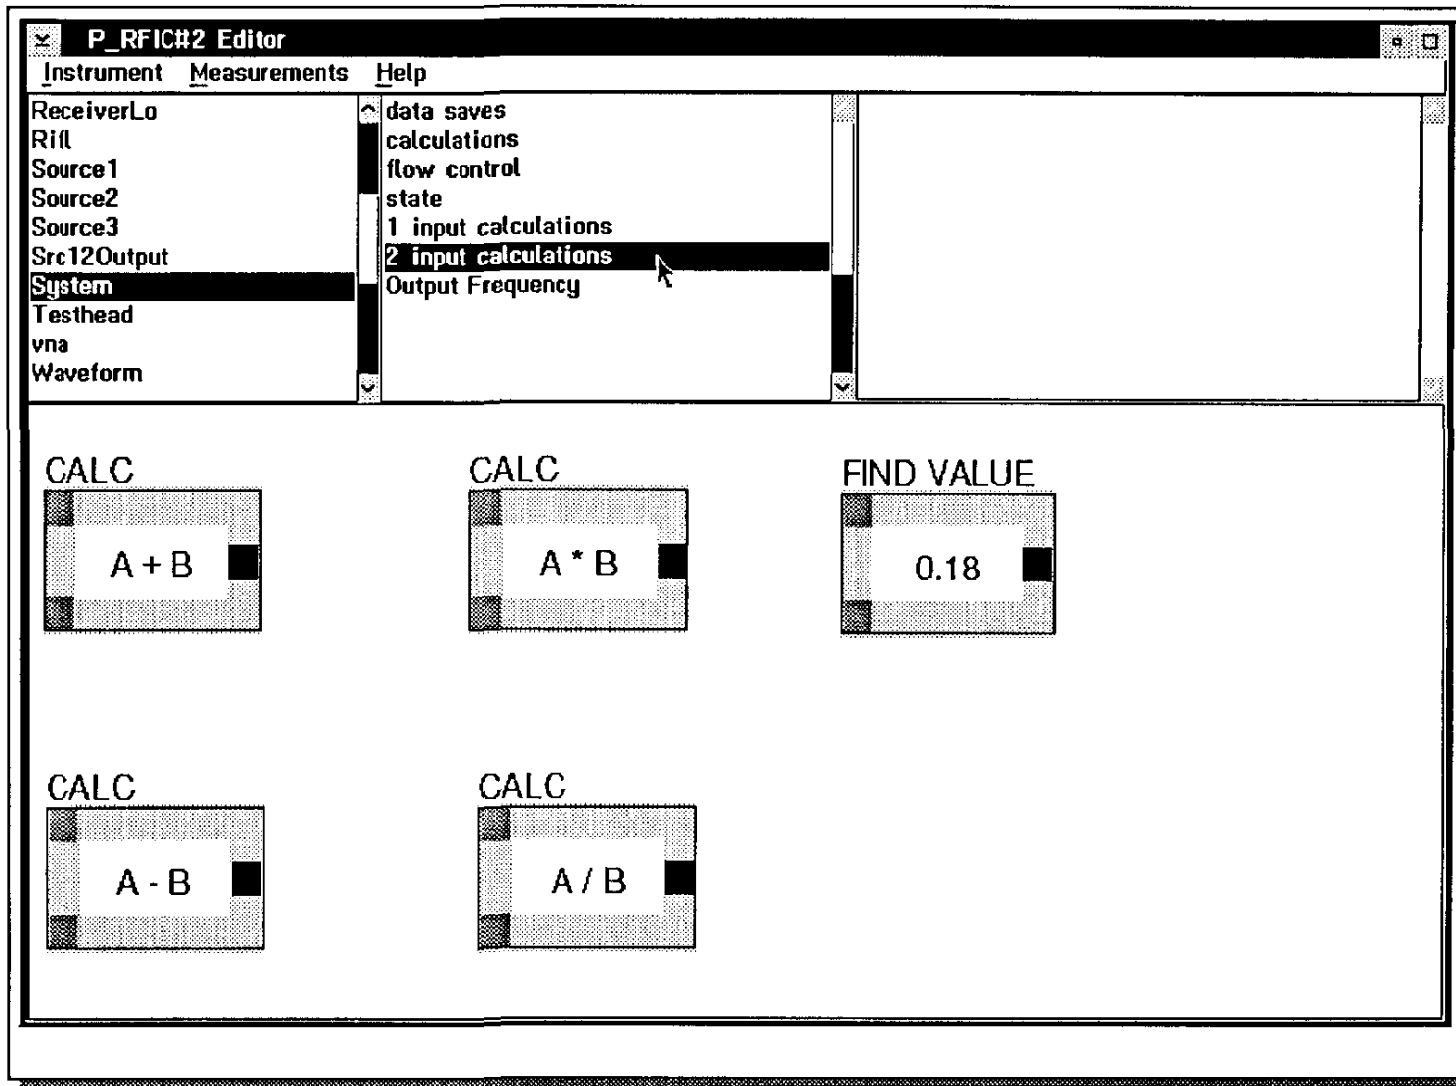 P_RFIC#2 Editor
Instrument Measurements Help
ReceiverLo
Rifl
Source1
Source2
Source3
Src12Output
System
Testhead
vna
Waveform
data saves
calculations
flow control
state
1 input calculations
2 input calculations
Output Frequency
CALC
A + B
CALC
A * B
FIND VALUE
0.18
CALC
A - B
CALC
A / B